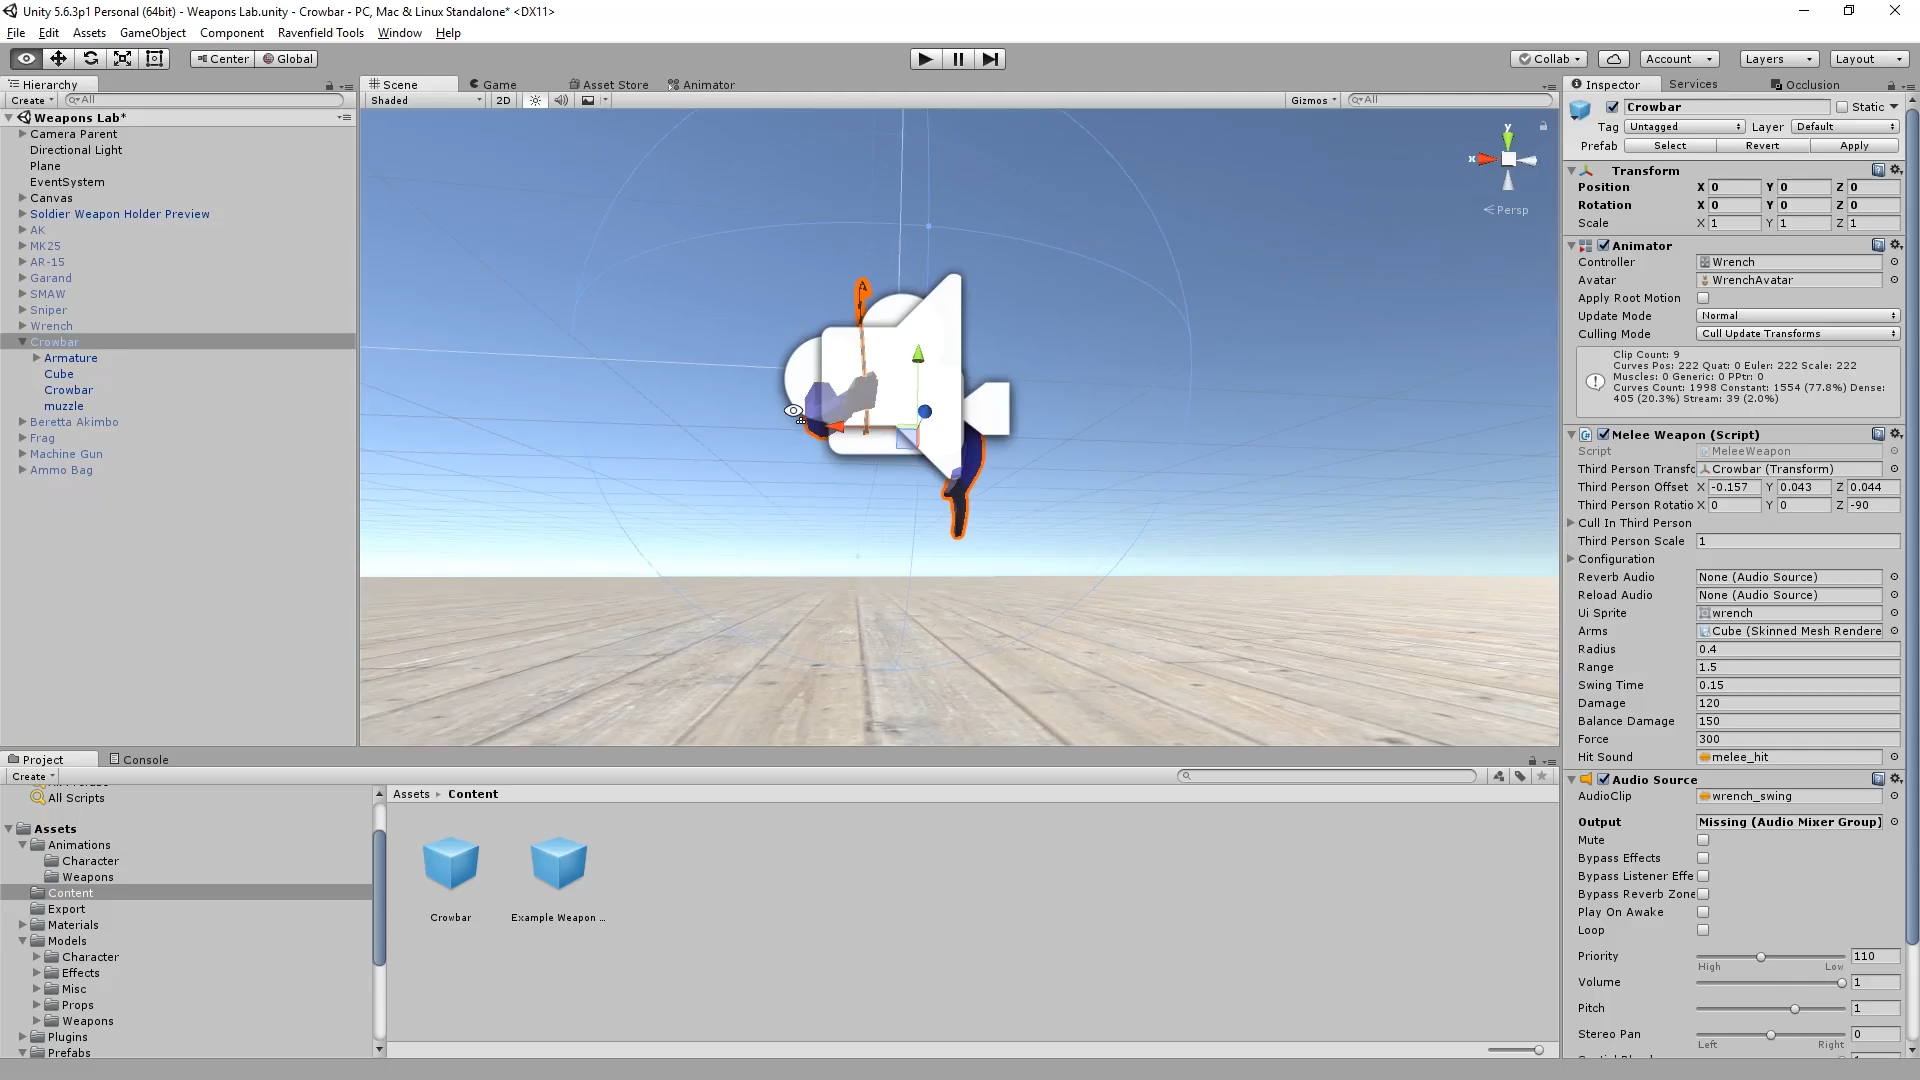 Unity 5.6.3p1 Personal (64bit) - Weapons Lab.unity - Crowbar - PC, Mac & Linux Standalone* <DX11>
File Edit Assets GameObject Component Ravenfield Tools Window Help
Center Global Collab Account Layers Layout
Hierarchy
Create All
Weapons Lab*
Camera Parent
Directional Light
Plane
EventSystem
Canvas
Soldier Weapon Holder Preview
AK
MK25
AR-15
Garand
SMAW
Sniper
Wrench
Crowbar
Armature
Cube
Crowbar
muzzle
Beretta Akimbo
Frag
Machine Gun
Ammo Bag
Scene Game Asset Store Animator
Shaded 2D Gizmos All
y
x
Persp
Inspector Services Occlusion
Crowbar Static
Tag Untagged Layer Default
Prefab Select Revert Apply
Transform
Position X 0 Y 0 Z 0
Rotation X 0 Y 0 Z 0
Scale X 1 Y 1 Z 1
Animator
Controller Wrench
Avatar WrenchAvatar
Apply Root Motion
Update Mode Normal
Culling Mode Cull Update Transforms
Clip Count: 9
Curves Pos: 222 Quat: 0 Euler: 222 Scale: 222
Muscles: 0 Generic: 0 PPtr: 0
Curves Count: 1998 Constant: 1554 (77.8%) Dense:
405 (20.3%) Stream: 39 (2.0%)
Melee Weapon (Script)
Script MeleeWeapon
Third Person Transfc Crowbar (Transform)
Third Person Offset X -0.157 Y 0.043 Z 0.044
Third Person Rotatio X 0 Y 0 Z -90
Cull In Third Person
Third Person Scale 1
Configuration
Reverb Audio None (Audio Source)
Reload Audio None (Audio Source)
Ui Sprite wrench
Arms Cube (Skinned Mesh Rendere
Radius 0.4
Range 1.5
Swing Time 0.15
Damage 120
Balance Damage 150
Force 300
Hit Sound melee_hit
Audio Source
AudioClip wrench_swing
Output Missing (Audio Mixer Group)
Mute
Bypass Effects
Bypass Listener Effe
Bypass Reverb Zone
Play On Awake
Loop
Priority 110
High Low
Volume 1
Pitch 1
Stereo Pan 0
Left Right
Project Console
Create
All Scripts
Assets
Animations
Character
Weapons
Content
Export
Materials
Models
Character
Effects
Misc
Props
Weapons
Plugins
Prefabs
Assets Content
Crowbar Example Weapon ...